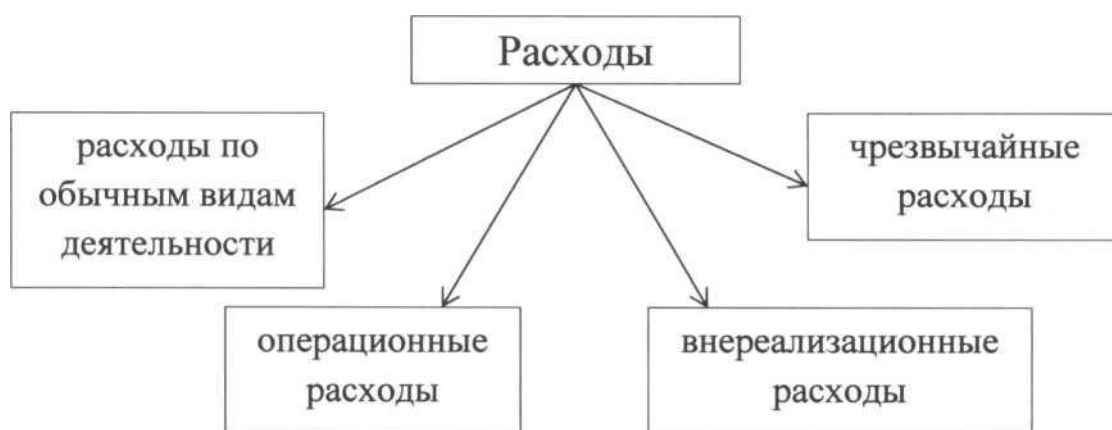 Расходы
расходы по
обычным видам
деятельности
чрезвычайные
расходы
операционные
расходы
внереализационные
расходы